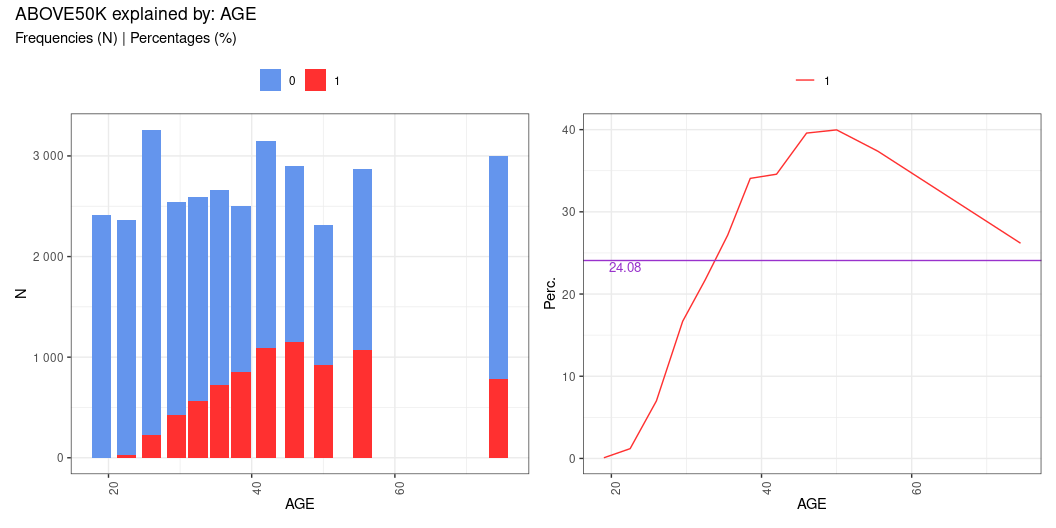 ABOVE50K explained by: AGE
Frequencies (N) | Percentages (%)
0 1
1
3 000
2 000
1 000
0
N
20 40 60
AGE
40
30
20
10
0
Perc.
24.08
20 40 60
AGE